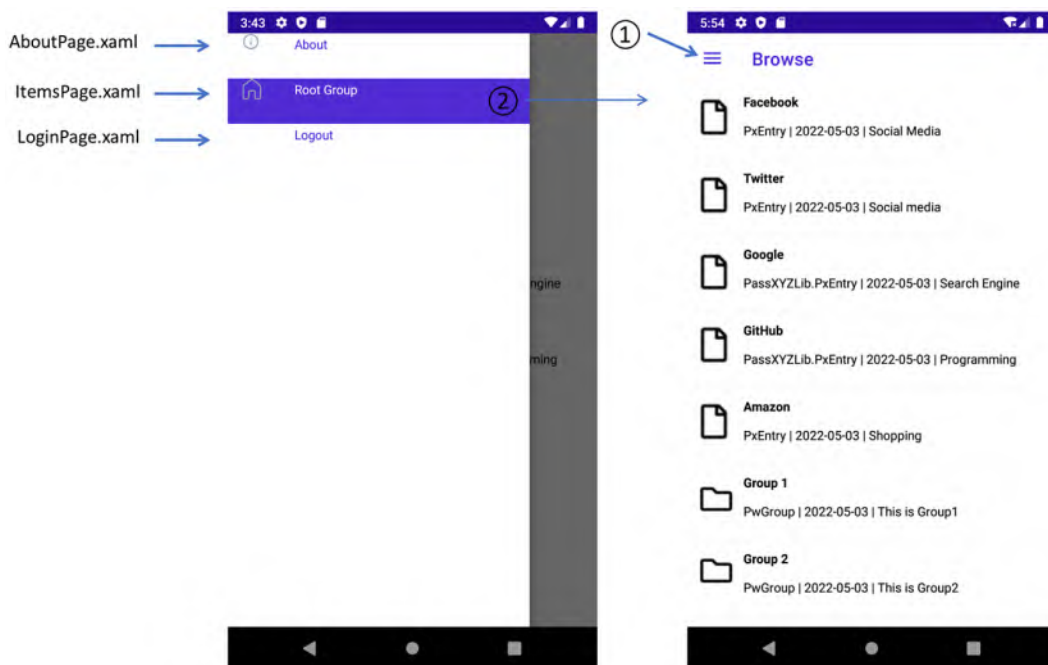 AboutPage.xaml
ItemsPage.xaml
LoginPage.xaml
3:43
About
Root Group
Logout
ngine
ming
①
②
5:54
Browse
Facebook
PxEntry | 2022-05-03 | Social Media
Twitter
PxEntry | 2022-05-03 | Social media
Google
PassXYZLib.PxEntry | 2022-05-03 | Search Engine
GitHub
PassXYZLib.PxEntry | 2022-05-03 | Programming
Amazon
PxEntry | 2022-05-03 | Shopping
Group 1
PwGroup | 2022-05-03 | This is Group1
Group 2
PwGroup | 2022-05-03 | This is Group2